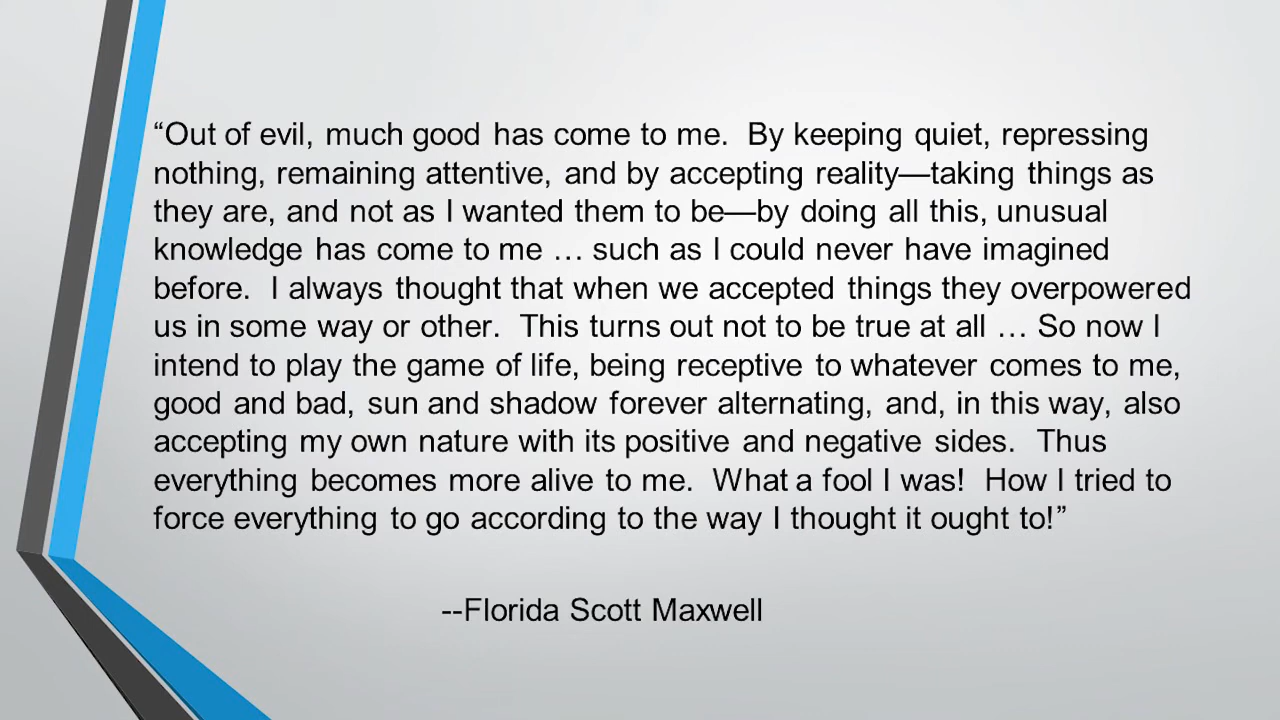 “Out of evil, much good has come to me.  By keeping quiet, repressing
nothing, remaining attentive, and by accepting reality—taking things as
they are, and not as I wanted them to be—by doing all this, unusual
knowledge has come to me … such as I could never have imagined
before.  I always thought that when we accepted things they overpowered
us in some way or other.  This turns out not to be true at all … So now I
intend to play the game of life, being receptive to whatever comes to me,
good and bad, sun and shadow forever alternating, and, in this way, also
accepting my own nature with its positive and negative sides.  Thus
everything becomes more alive to me.  What a fool I was!  How I tried to
force everything to go according to the way I thought it ought to!”
--Florida Scott Maxwell